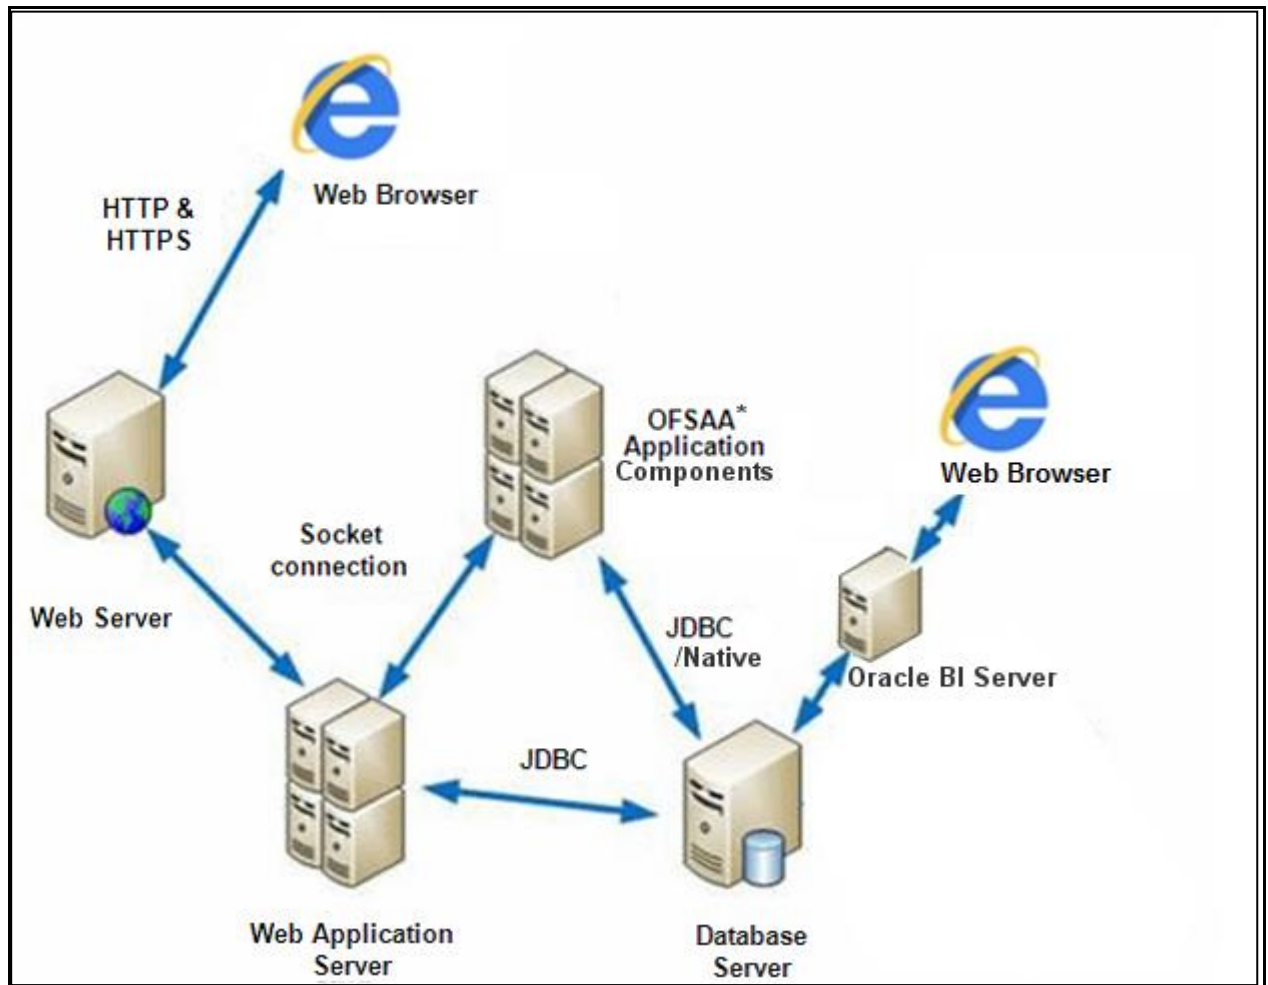 Web Browser
HTTP &
HTTPS
OFSAA*
Application
Components
Web Browser
Socket
connection
Web Server
JDBC
/Native
Oracle BI Server
JDBC
Web Application
Server
Database
Server